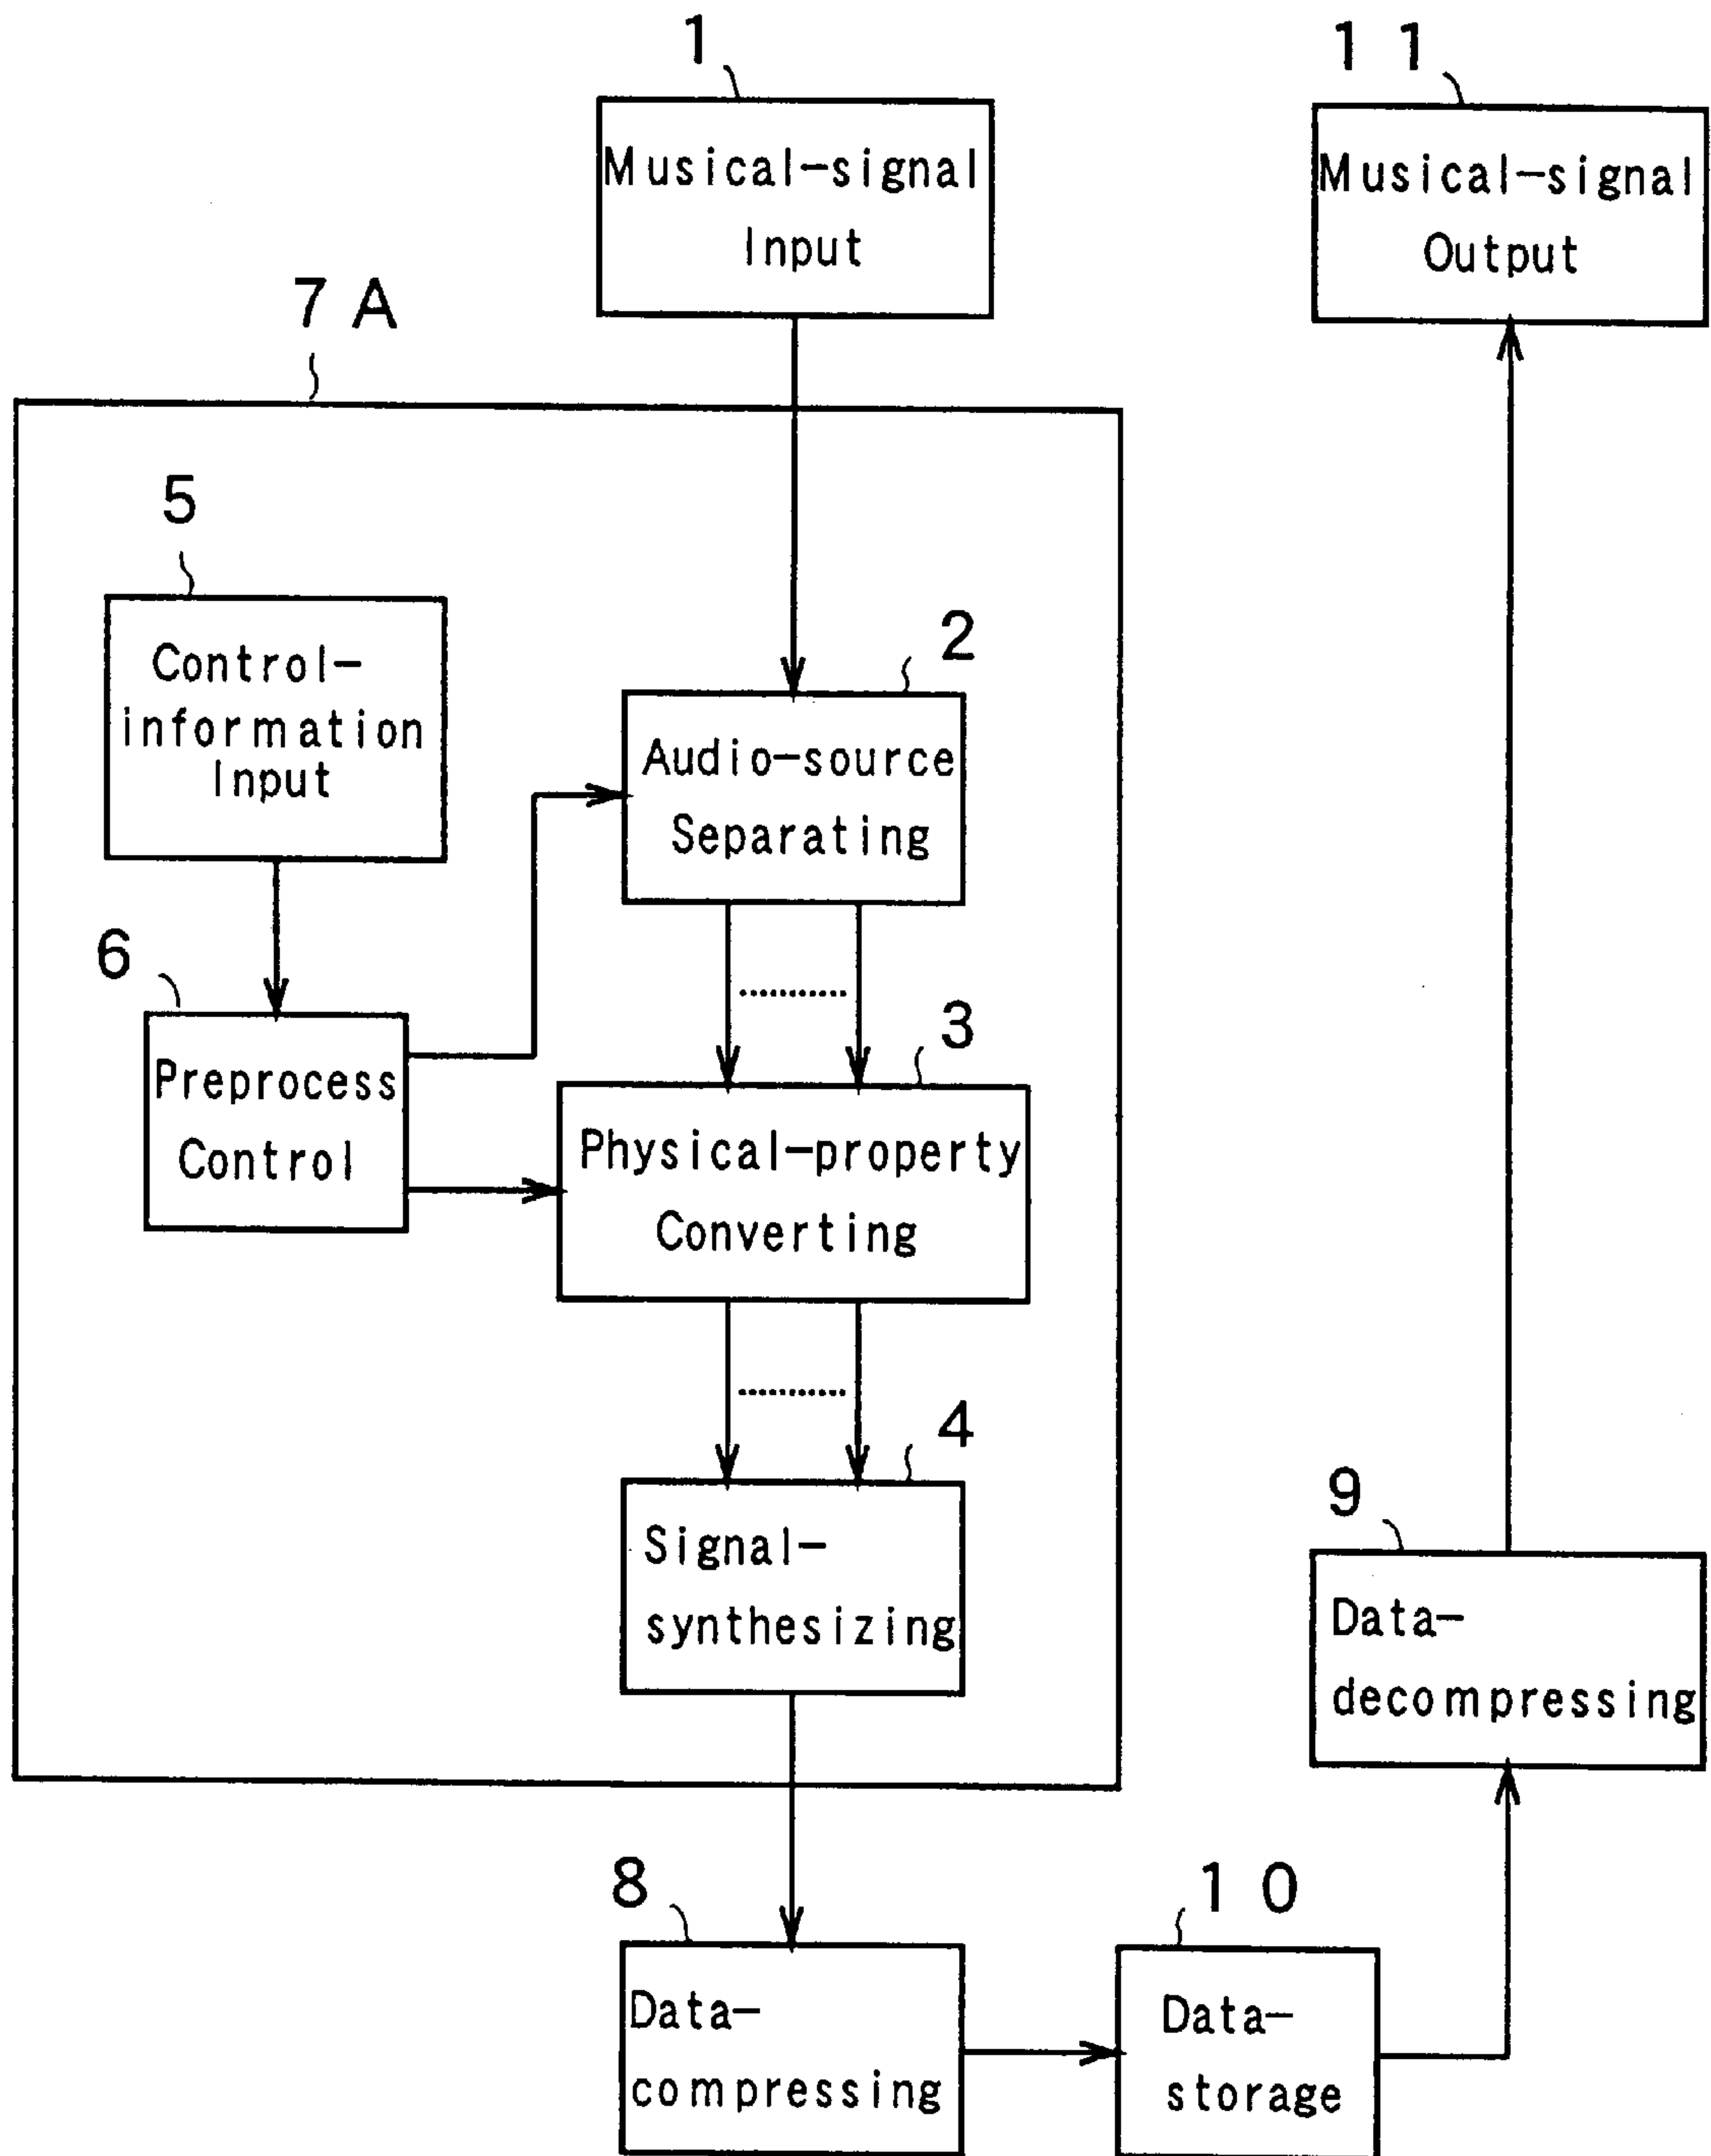 1
Musical-signal
Input
11
Musical-signal
Output
7A
5
Control-
information
Input
2
Audio-source
Separating
6
Preprocess
Control
3
Physical-property
Converting
4
Signal-
synthesizing
9
Data-
decompressing
8
Data-
compressing
10
Data-
storage